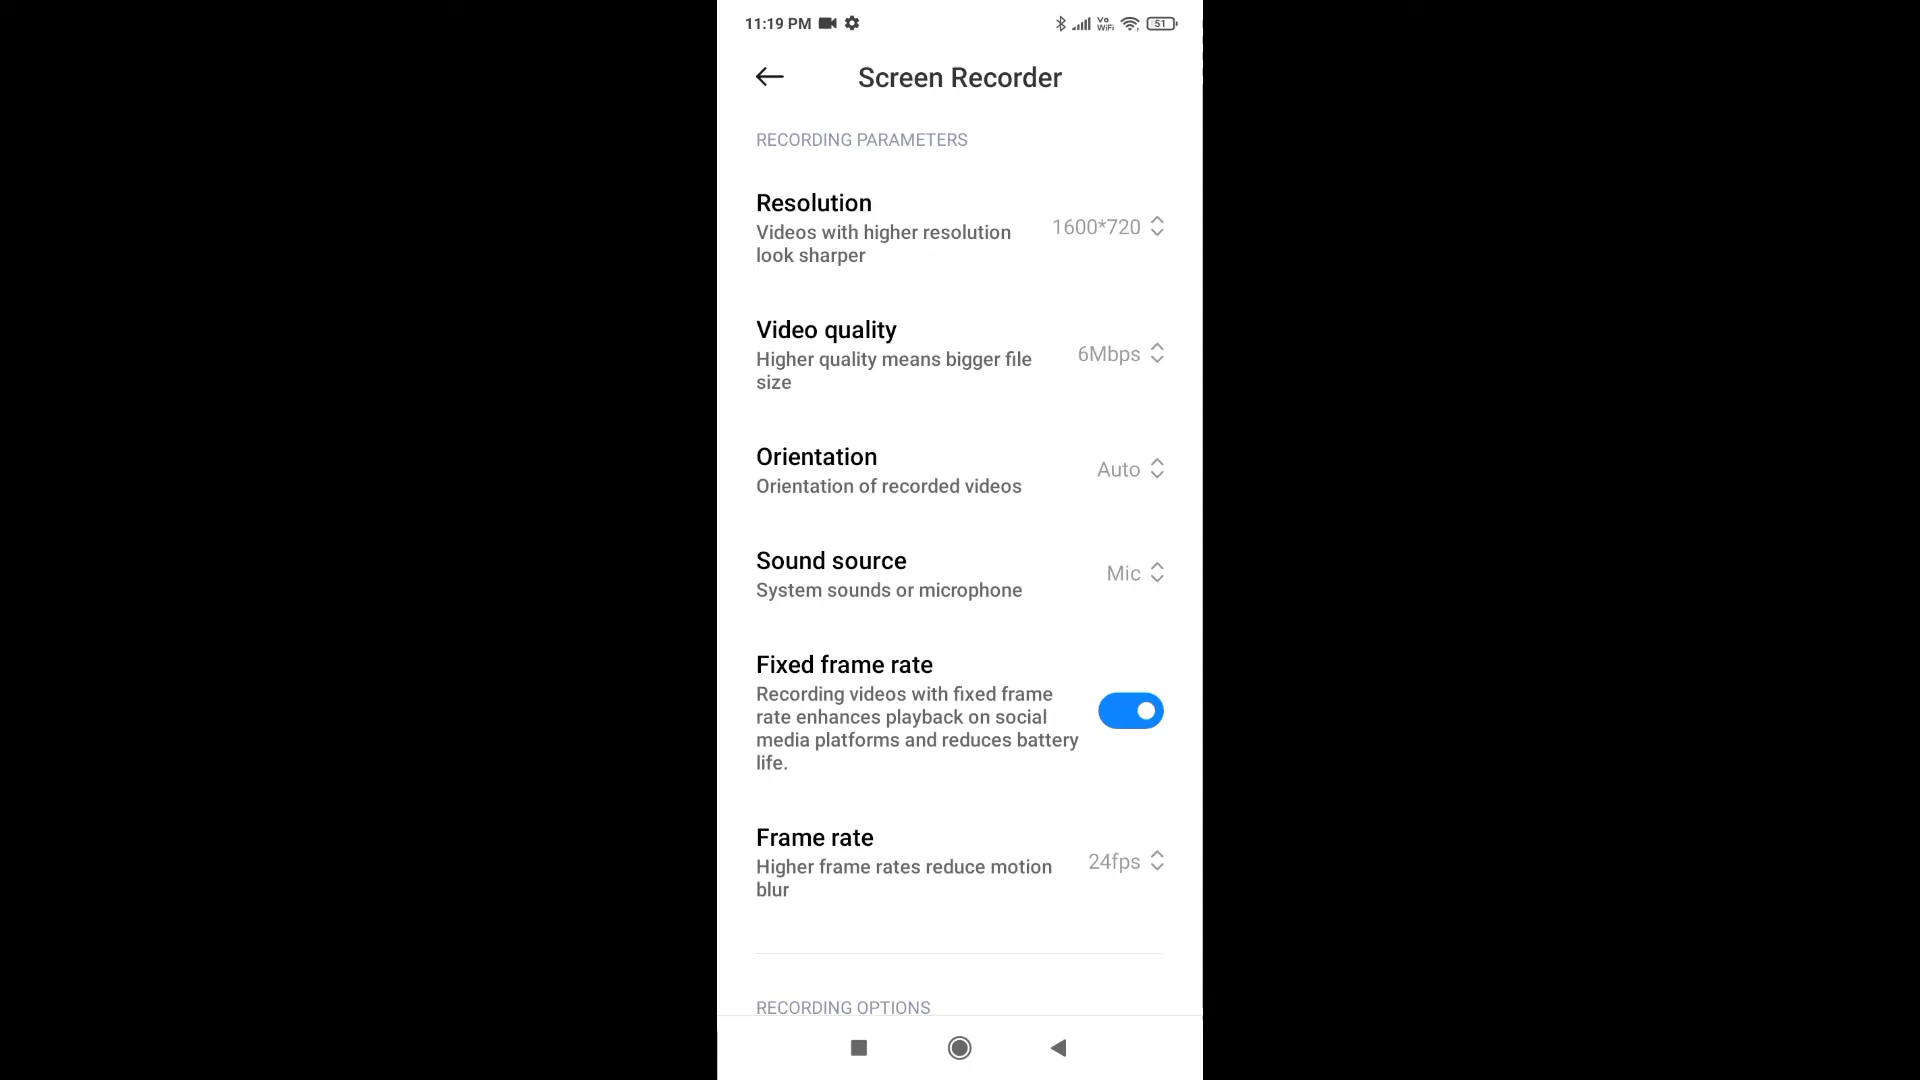 11:19 PM
Vo
WiFi
51
Screen Recorder
RECORDING PARAMETERS
Resolution
Videos with higher resolution
look sharper
1600*720
Video quality
Higher quality means bigger file
size
6Mbps
Orientation
Orientation of recorded videos
Auto
Sound source
System sounds or microphone
Mic
Fixed frame rate
Recording videos with fixed frame
rate enhances playback on social
media platforms and reduces battery
life.
Frame rate
Higher frame rates reduce motion
blur
24fps
RECORDING OPTIONS